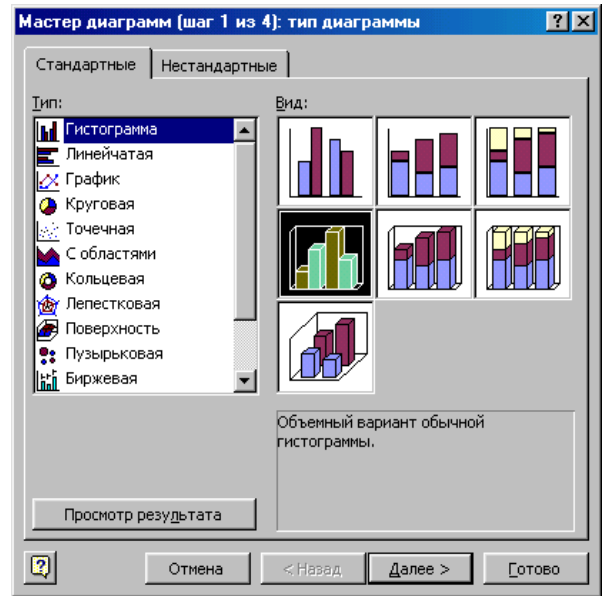 Мастер диаграмм (шаг 1 из 4): тип диаграммы
Стандартные
Нестандартные
Тип:
Гистограмма
Линейчатая
График
Круговая
Точечная
С областями
Кольцевая
Лепестковая
Поверхность
Пузырьковая
Биржевая
Вид:
Объемный вариант обычной
гистограммы.
Просмотр результата
Отмена
< Назад
Далее >
Готово